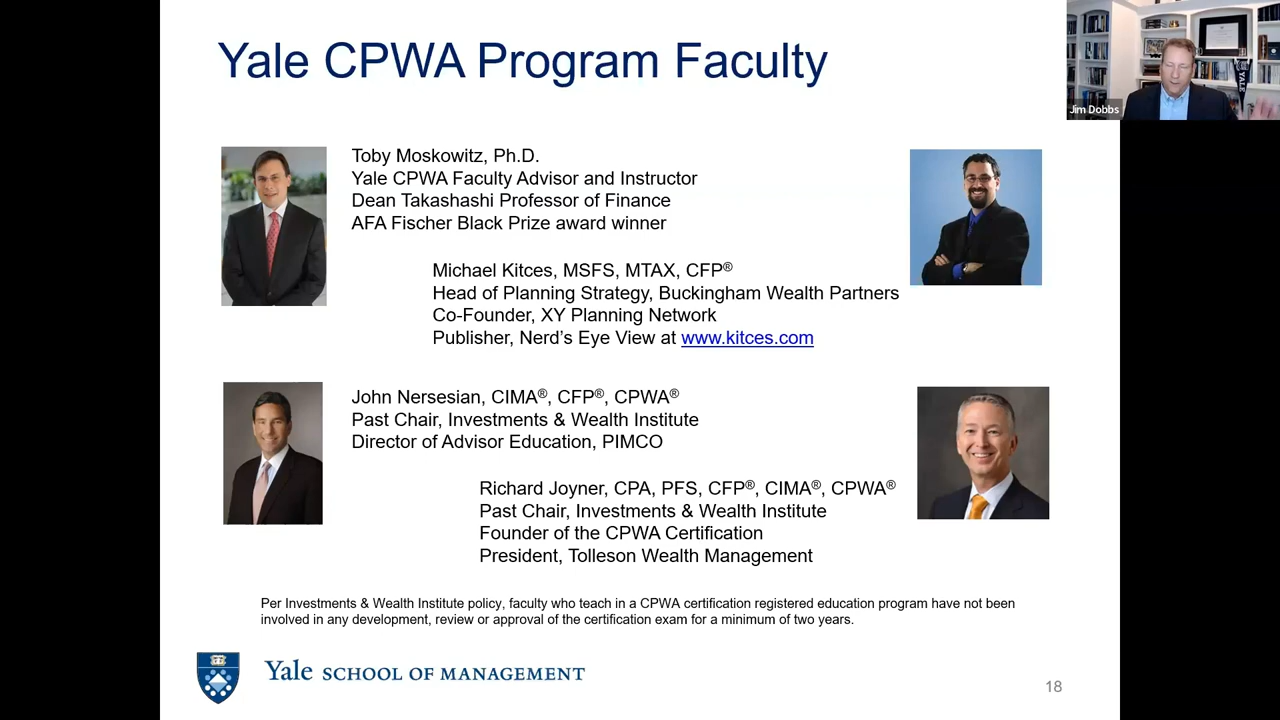 Yale CPWA Program Faculty
Jim Dobbs
YALE
Toby Moskowitz, Ph.D.
Yale CPWA Faculty Advisor and Instructor
Dean Takashashi Professor of Finance
AFA Fischer Black Prize award winner
Michael Kitces, MSFS, MTAX, CFP®
Head of Planning Strategy, Buckingham Wealth Partners
Co-Founder, XY Planning Network
Publisher, Nerd’s Eye View at www.kitces.com
John Nersesian, CIMA®, CFP®, CPWA®
Past Chair, Investments & Wealth Institute
Director of Advisor Education, PIMCO
Richard Joyner, CPA, PFS, CFP®, CIMA®, CPWA®
Past Chair, Investments & Wealth Institute
Founder of the CPWA Certification
President, Tolleson Wealth Management
Per Investments & Wealth Institute policy, faculty who teach in a CPWA certification registered education program have not been
involved in any development, review or approval of the certification exam for a minimum of two years.
Yale SCHOOL OF MANAGEMENT
18